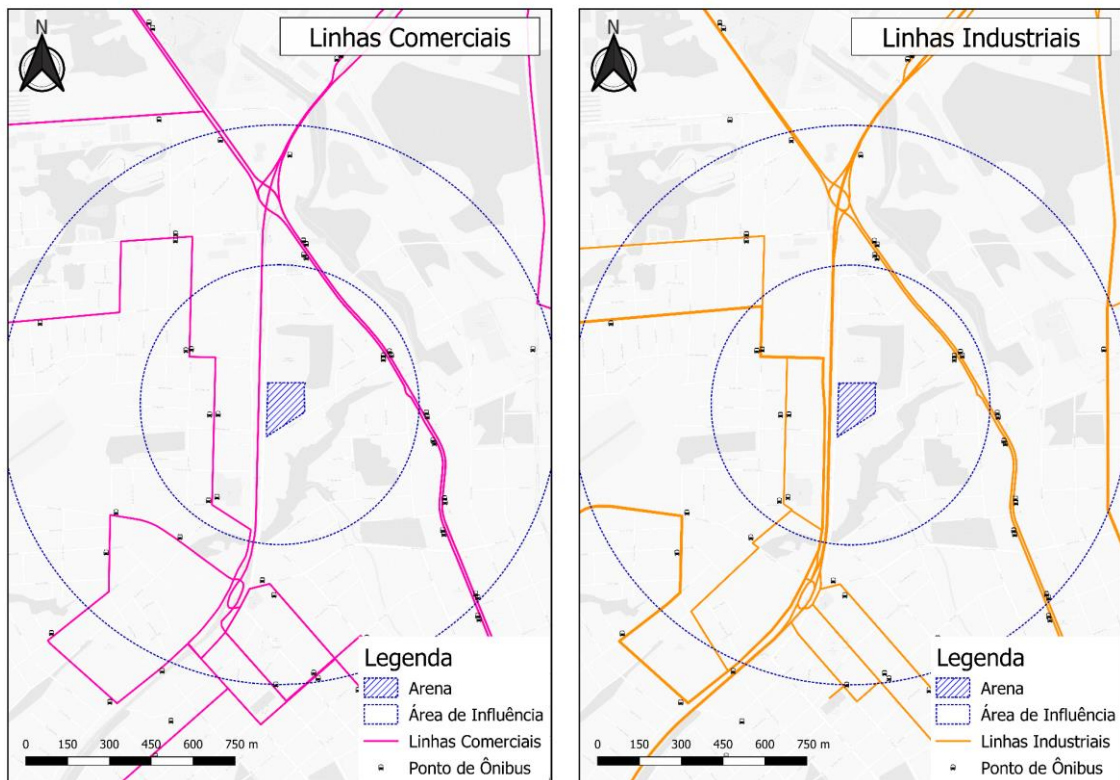 Linhas Comerciais
N
Legenda
Arena
Área de Influência
Linhas Comerciais
Ponto de Ônibus
0 150 300 450 600 750 m
Linhas Industriais
N
Legenda
Arena
Área de Influência
Linhas Industriais
Ponto de Ônibus
0 150 300 450 600 750 m